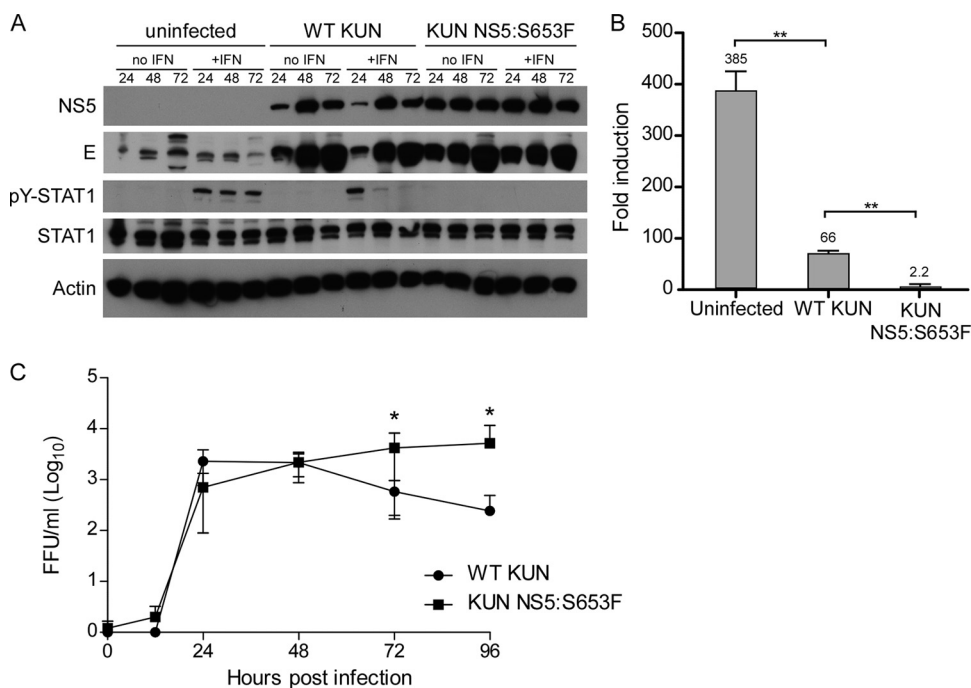 A
uninfected WT KUN KUN NS5:S653F
no IFN +IFN no IFN +IFN no IFN +IFN
24 48 72 24 48 72 24 48 72 24 48 72 24 48 72 24 48 72
NS5
E
pY-STAT1
STAT1
Actin
B
Fold induction
500
400
300
200
100
0
**
385
**
66
2.2
Uninfected WT KUN KUN
NS5:S653F
C
FFU/ml (Log10)
5
4
3
2
1
0
* *
WT KUN
KUN NS5:S653F
0 24 48 72 96
Hours post infection